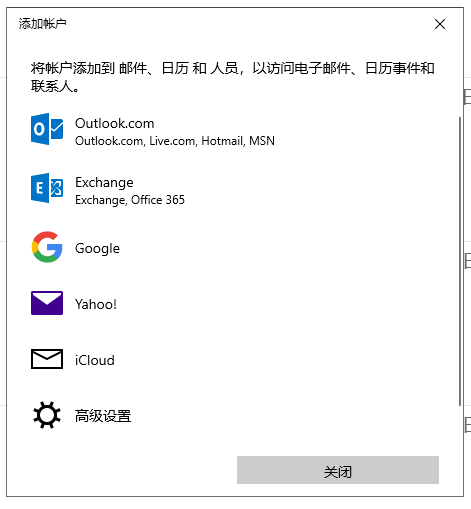 添加帐户
将帐户添加到 邮件、日历 和 人员，以访问电子邮件、日历事件和
联系人。
Outlook.com
Outlook.com, Live.com, Hotmail, MSN
Exchange
Exchange, Office 365
Google
Yahoo!
iCloud
高级设置
关闭